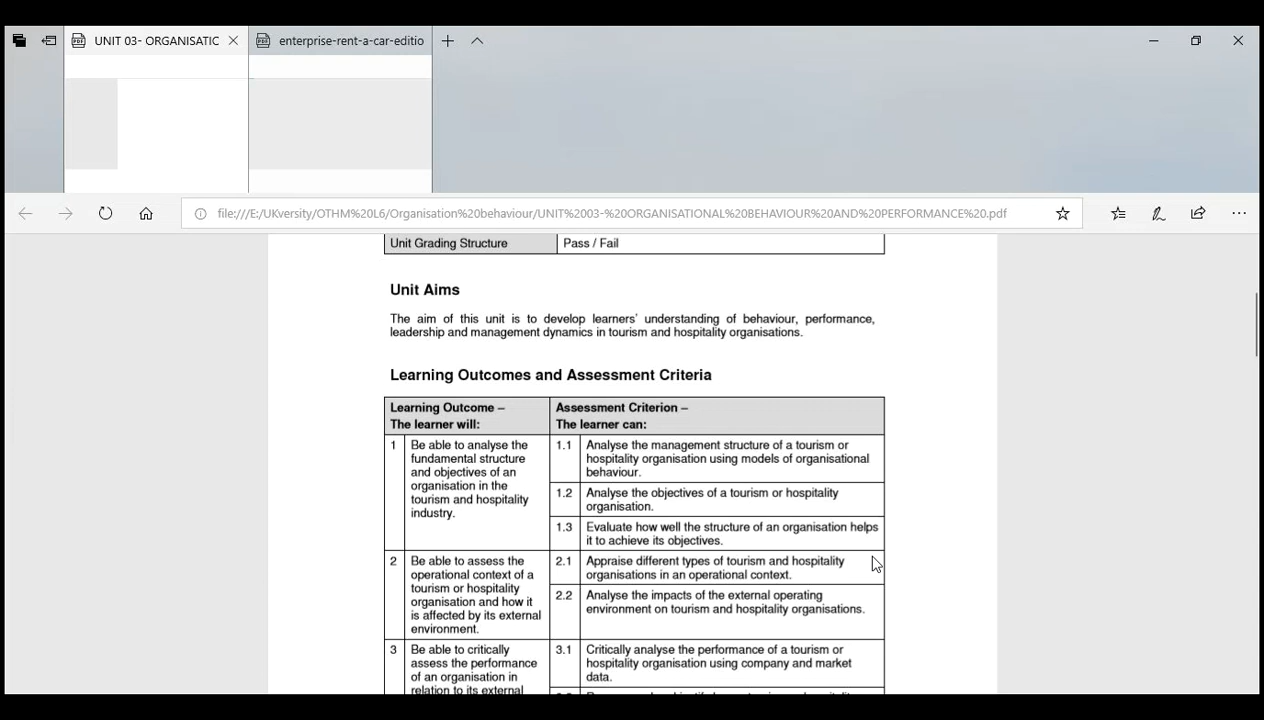 UNIT 03- ORGANISATIC
enterprise-rent-a-car-editio
file:///E:/UKversity/OTHM%20L6/Organisation%20behaviour/UNIT%2003-%20ORGANISATIONAL%20BEHAVIOUR%20AND%20PERFORMANCE%20.pdf
Unit Grading Structure Pass / Fail
Unit Aims
The aim of this unit is to develop learners' understanding of behaviour, performance,
leadership and management dynamics in tourism and hospitality organisations.
Learning Outcomes and Assessment Criteria
Learning Outcome –
The learner will:
Assessment Criterion –
The learner can:
1 Be able to analyse the
fundamental structure
and objectives of an
organisation in the
tourism and hospitality
industry.
1.1 Analyse the management structure of a tourism or
hospitality organisation using models of organisational
behaviour.
1.2 Analyse the objectives of a tourism or hospitality
organisation.
1.3 Evaluate how well the structure of an organisation helps
it to achieve its objectives.
2 Be able to assess the
operational context of a
tourism or hospitality
organisation and how it
is affected by its external
environment.
2.1 Appraise different types of tourism and hospitality
organisations in an operational context.
2.2 Analyse the impacts of the external operating
environment on tourism and hospitality organisations.
3 Be able to critically
assess the performance
of an organisation in
relation to its external
3.1 Critically analyse the performance of a tourism or
hospitality organisation using company and market
data.